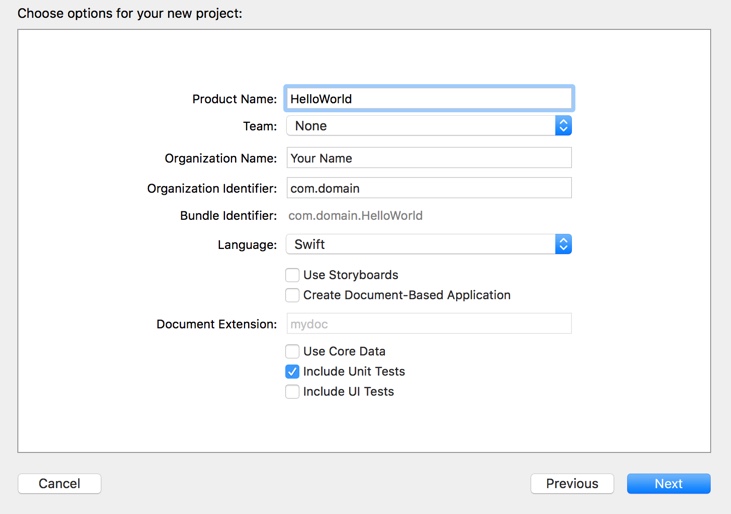 Choose options for your new project:
Product Name: HelloWorld
Team: None
Organization Name: Your Name
Organization Identifier: com.domain
Bundle Identifier: com.domain.HelloWorld
Language: Swift
Use Storyboards
Create Document-Based Application
Document Extension: mydoc
Use Core Data
Include Unit Tests
Include UI Tests
Cancel Previous Next